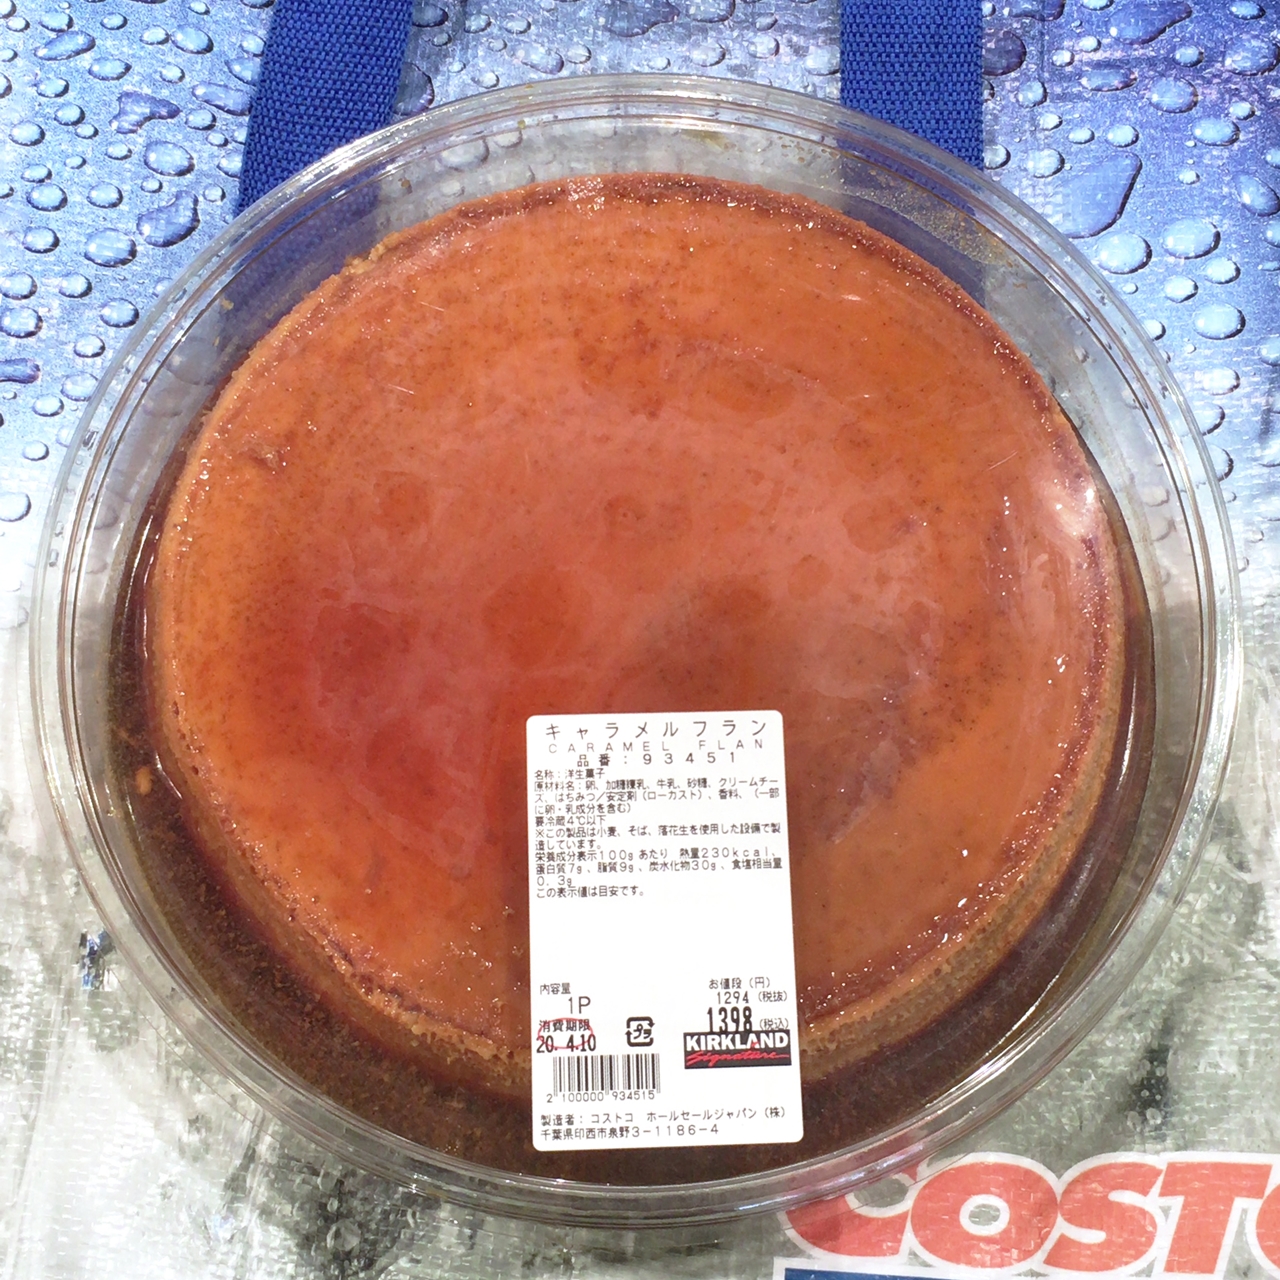 キャラメルフラン
CARAMEL FLAN
品番:93451
名称:洋生菓子
原材料名:卵、加糖練乳、牛乳、砂糖、クリームチー
ズ、はちみつ/安定剤(ローカスト)、香料、(一部
に卵・乳成分を含む)
要冷蔵4℃以下
※この製品は小麦、そば、落花生を使用した設備で製
造しています。
栄養成分表示100gあたり 熱量230kcal、
蛋白質7g、脂質9g、炭水化物30g、食塩相当量
0.3g
この表示値は目安です。
内容量
1P
お値段(円)
1294(税抜)
1398(税込)
消費期限
20.4.10
プラ
KIRKLAND
Signature
2100000934515
製造者:コストコ ホールセールジャパン(株)
千葉県印西市泉野3-1186-4
COSTC